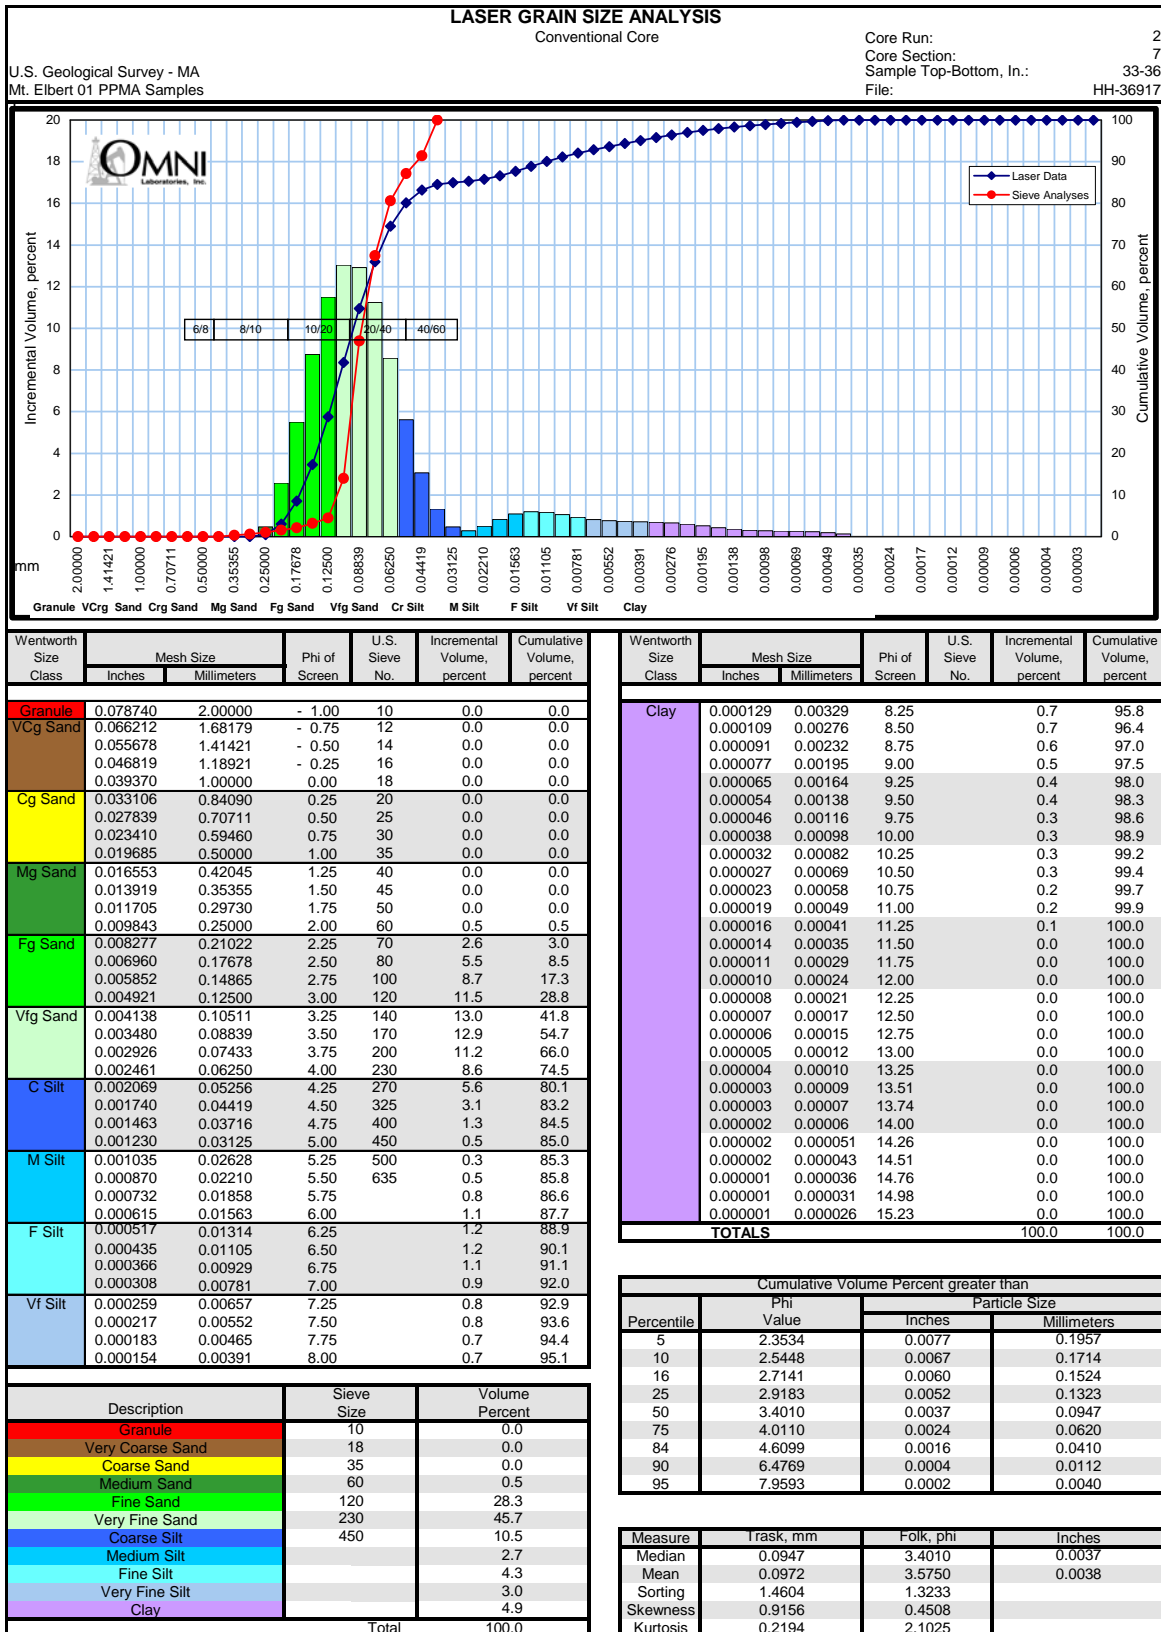 LASER GRAIN SIZE ANALYSIS
Conventional Core
Core Run: 2
Core Section: 7
U.S. Geological Survey - MA Sample Top-Bottom, In.: 33-36
Mt. Elbert 01 PPMA Samples File: HH-36917
20 100
18 90
16 80
14 70
12 60
10 50
8 40
6 30
4 20
2 10
0 0
OMNI
Laboratories, Inc.
Laser Data
Sieve Analyses
Incremental Volume, percent
Cumulative Volume, percent
6/8 8/10 10/20 20/40 40/60
mm
2.00000 1.41421 1.00000 0.70711 0.50000 0.35355 0.25000 0.17678 0.12500 0.08839 0.06250 0.04419 0.03125 0.02210 0.01563 0.01105 0.00781 0.00552 0.00391 0.00276 0.00195 0.00138 0.00098 0.00069 0.00049 0.00035 0.00024 0.00017 0.00012 0.00009 0.00006 0.00004 0.00003
Granule VCrg Sand Crg Sand Mg Sand Fg Sand Vfg Sand Cr Silt M Silt F Silt Vf Silt Clay
Wentworth Size Class Mesh Size Inches Millimeters Phi of Screen U.S. Sieve No. Incremental Volume, percent Cumulative Volume, percent
Granule 0.078740 2.00000 - 1.00 10 0.0 0.0
VCg Sand 0.066212 1.68179 - 0.75 12 0.0 0.0
0.055678 1.41421 - 0.50 14 0.0 0.0
0.046819 1.18921 - 0.25 16 0.0 0.0
0.039370 1.00000 0.00 18 0.0 0.0
Cg Sand 0.033106 0.84090 0.25 20 0.0 0.0
0.027839 0.70711 0.50 25 0.0 0.0
0.023410 0.59460 0.75 30 0.0 0.0
0.019685 0.50000 1.00 35 0.0 0.0
Mg Sand 0.016553 0.42045 1.25 40 0.0 0.0
0.013919 0.35355 1.50 45 0.0 0.0
0.011705 0.29730 1.75 50 0.0 0.0
0.009843 0.25000 2.00 60 0.5 0.5
Fg Sand 0.008277 0.21022 2.25 70 2.6 3.0
0.006960 0.17678 2.50 80 5.5 8.5
0.005852 0.14865 2.75 100 8.7 17.3
0.004921 0.12500 3.00 120 11.5 28.8
Vfg Sand 0.004138 0.10511 3.25 140 13.0 41.8
0.003480 0.08839 3.50 170 12.9 54.7
0.002926 0.07433 3.75 200 11.2 66.0
0.002461 0.06250 4.00 230 8.6 74.5
C Silt 0.002069 0.05256 4.25 270 5.6 80.1
0.001740 0.04419 4.50 325 3.1 83.2
0.001463 0.03716 4.75 400 1.3 84.5
0.001230 0.03125 5.00 450 0.5 85.0
M Silt 0.001035 0.02628 5.25 500 0.3 85.3
0.000870 0.02210 5.50 635 0.5 85.8
0.000732 0.01858 5.75 0.8 86.6
0.000615 0.01563 6.00 1.1 87.7
F Silt 0.000517 0.01314 6.25 1.2 88.9
0.000435 0.01105 6.50 1.2 90.1
0.000366 0.00929 6.75 1.1 91.1
0.000308 0.00781 7.00 0.9 92.0
Vf Silt 0.000259 0.00657 7.25 0.8 92.9
0.000217 0.00552 7.50 0.8 93.6
0.000183 0.00465 7.75 0.7 94.4
0.000154 0.00391 8.00 0.7 95.1
Wentworth Size Class Mesh Size Inches Millimeters Phi of Screen U.S. Sieve No. Incremental Volume, percent Cumulative Volume, percent
Clay 0.000129 0.00329 8.25 0.7 95.8
0.000109 0.00276 8.50 0.7 96.4
0.000091 0.00232 8.75 0.6 97.0
0.000077 0.00195 9.00 0.5 97.5
0.000065 0.00164 9.25 0.4 98.0
0.000054 0.00138 9.50 0.4 98.3
0.000046 0.00116 9.75 0.3 98.6
0.000038 0.00098 10.00 0.3 98.9
0.000032 0.00082 10.25 0.3 99.2
0.000027 0.00069 10.50 0.3 99.4
0.000023 0.00058 10.75 0.2 99.7
0.000019 0.00049 11.00 0.2 99.9
0.000016 0.00041 11.25 0.1 100.0
0.000014 0.00035 11.50 0.0 100.0
0.000011 0.00029 11.75 0.0 100.0
0.000010 0.00024 12.00 0.0 100.0
0.000008 0.00021 12.25 0.0 100.0
0.000007 0.00017 12.50 0.0 100.0
0.000006 0.00015 12.75 0.0 100.0
0.000005 0.00012 13.00 0.0 100.0
0.000004 0.00010 13.25 0.0 100.0
0.000003 0.00009 13.51 0.0 100.0
0.000003 0.00007 13.74 0.0 100.0
0.000002 0.00006 14.00 0.0 100.0
0.000002 0.000051 14.26 0.0 100.0
0.000002 0.000043 14.51 0.0 100.0
0.000001 0.000036 14.76 0.0 100.0
0.000001 0.000031 14.98 0.0 100.0
0.000001 0.000026 15.23 0.0 100.0
TOTALS 100.0 100.0
Cumulative Volume Percent greater than
Percentile Phi Value Particle Size Inches Millimeters
5 2.3534 0.0077 0.1957
10 2.5448 0.0067 0.1714
16 2.7141 0.0060 0.1524
25 2.9183 0.0052 0.1323
50 3.4010 0.0037 0.0947
75 4.0110 0.0024 0.0620
84 4.6099 0.0016 0.0410
90 6.4769 0.0004 0.0112
95 7.9593 0.0002 0.0040
Description Sieve Size Volume Percent
Granule 10 0.0
Very Coarse Sand 18 0.0
Coarse Sand 35 0.0
Medium Sand 60 0.5
Fine Sand 120 28.3
Very Fine Sand 230 45.7
Coarse Silt 450 10.5
Medium Silt 2.7
Fine Silt 4.3
Very Fine Silt 3.0
Clay 4.9
Total 100.0
Measure Trask, mm Folk, phi Inches
Median 0.0947 3.4010 0.0037
Mean 0.0972 3.5750 0.0038
Sorting 1.4604 1.3233
Skewness 0.9156 0.4508
Kurtosis 0.2194 2.1025